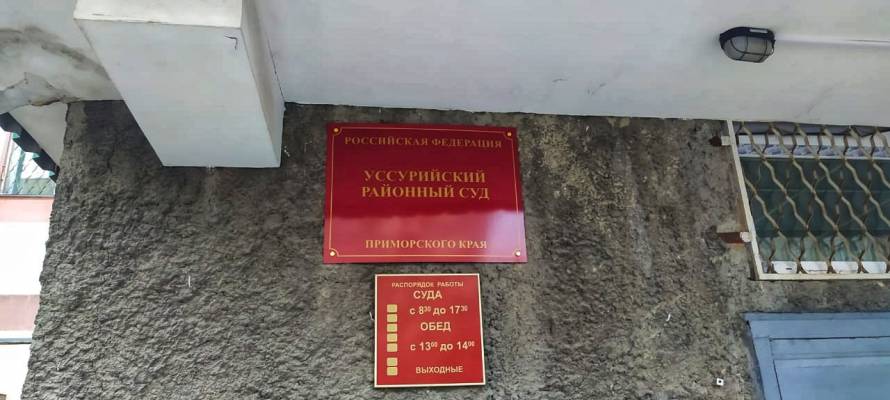 РОССИЙСКАЯ ФЕДЕРАЦИЯ
УССУРИЙСКИЙ
РАЙОННЫЙ СУД
ПРИМОРСКОГО КРАЯ
РАСПОРЯДОК РАБОТЫ
СУДА
с 8³⁰ до 17³⁰
ОБЕД
с 13⁰⁰ до 14⁰⁰
ВЫХОДНЫЕ